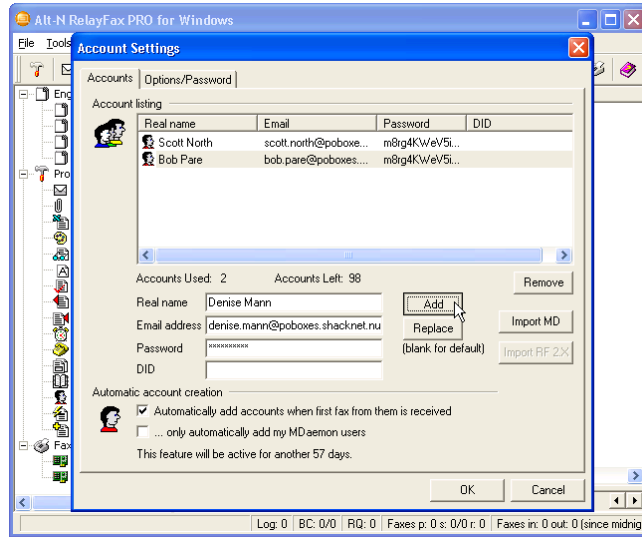 Alt-N RelayFax PRO for Windows
File Tools
Account Settings
Accounts Options/Password
Account listing
Real name Email Password DID
Scott North scott.north@poboxe... m8rg4KWeV5i...
Bob Pare bob.pare@poboxes.... m8rg4KWeV5i...
Accounts Used: 2 Accounts Left: 98
Remove
Real name Denise Mann Add
Email address denise.mann@poboxes.shacknet.nu Replace Import MD
Password ×××××××××× (blank for default) Import RF 2.X
DID
Automatic account creation
Automatically add accounts when first fax from them is received
... only automatically add my MDaemon users
This feature will be active for another 57 days.
OK Cancel
Eng
Pro
Fax
Log: 0 BC: 0/0 RQ: 0 Faxes p: 0 s: 0/0 r: 0 Faxes in: 0 out: 0 (since midnig